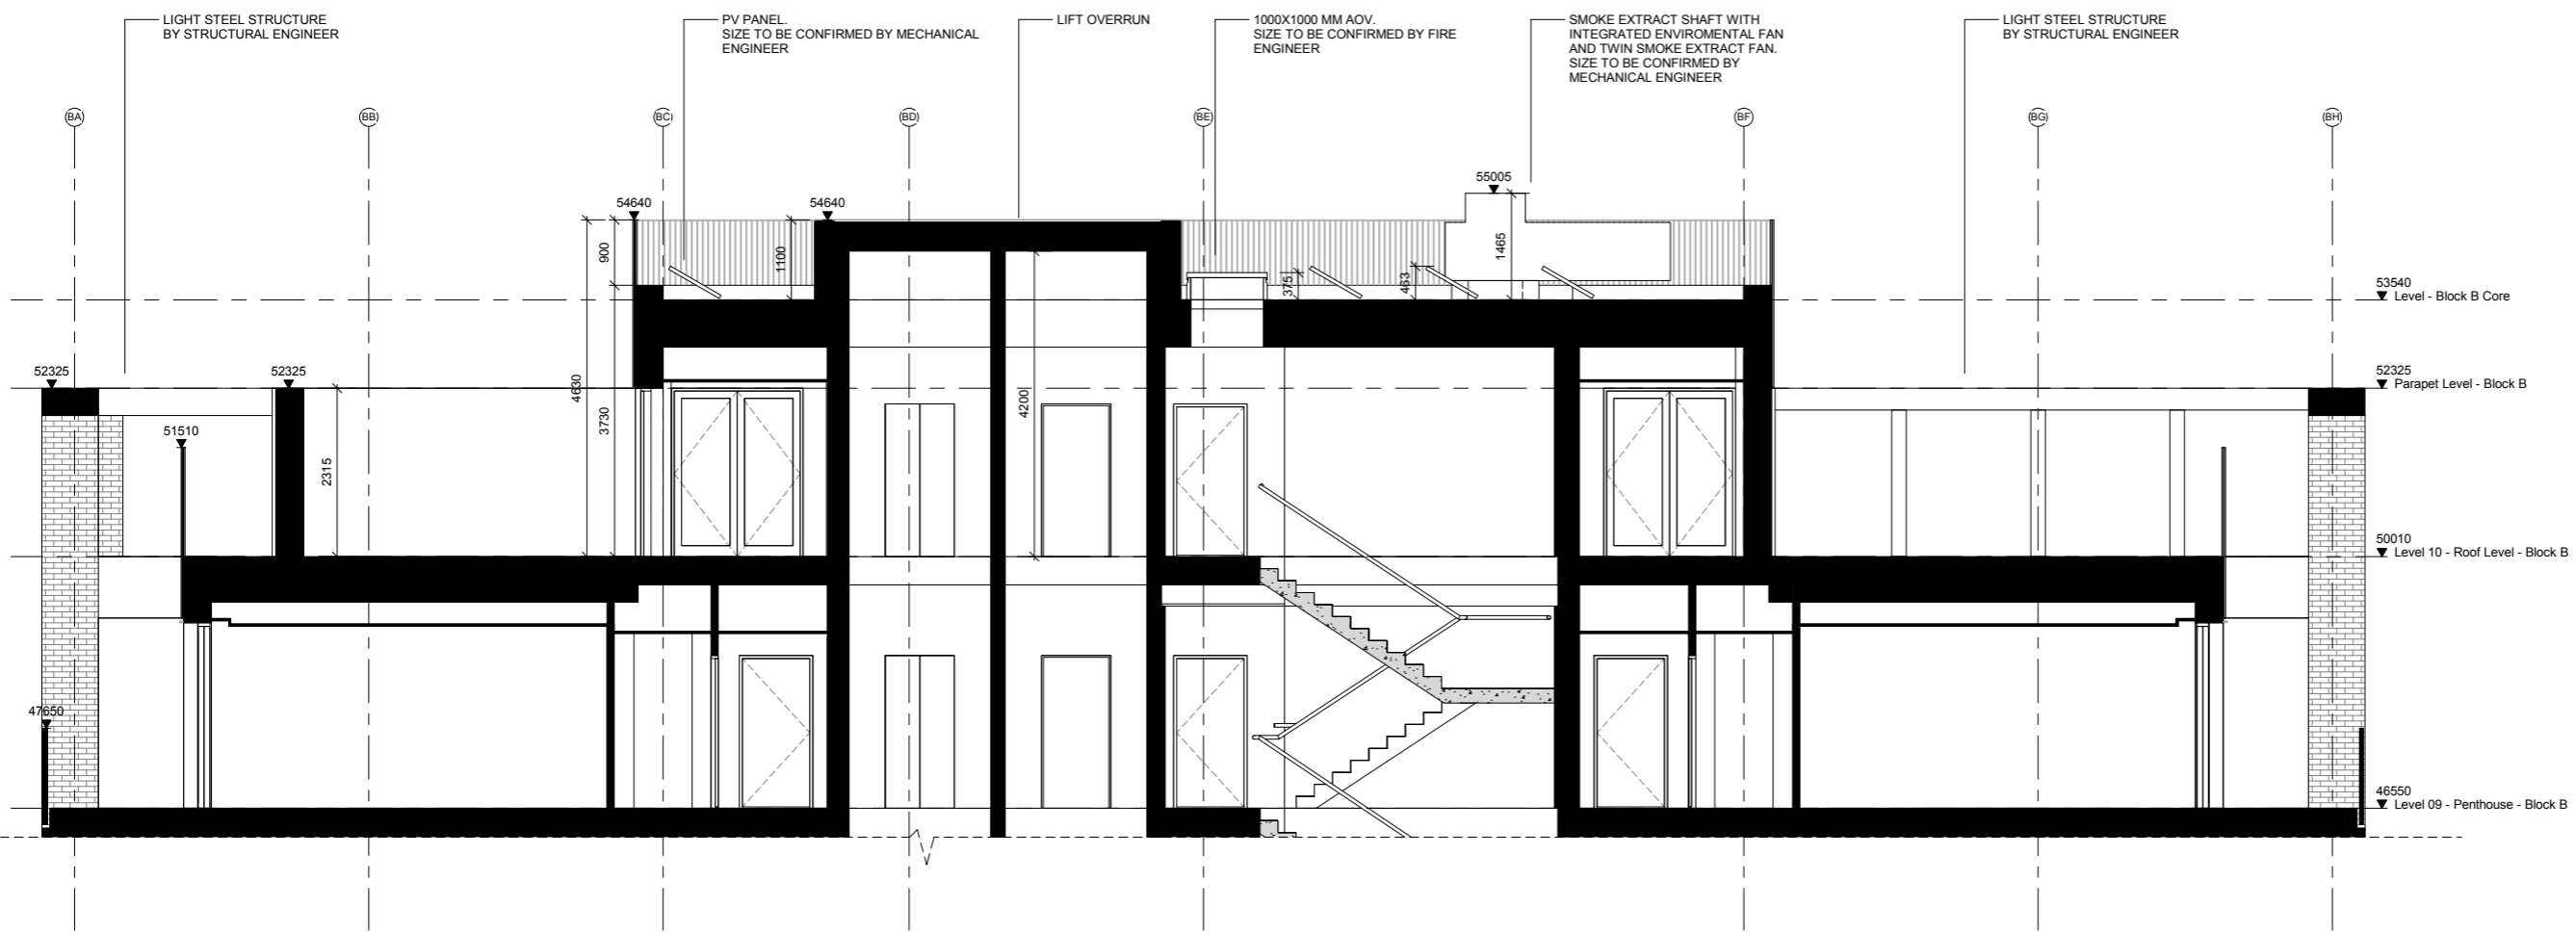 LIGHT STEEL STRUCTURE
BY STRUCTURAL ENGINEER
PV PANEL.
SIZE TO BE CONFIRMED BY MECHANICAL
ENGINEER
LIFT OVERRUN
1000X1000 MM AOV.
SIZE TO BE CONFIRMED BY FIRE
ENGINEER
SMOKE EXTRACT SHAFT WITH
INTEGRATED ENVIROMENTAL FAN
AND TWIN SMOKE EXTRACT FAN.
SIZE TO BE CONFIRMED BY
MECHANICAL ENGINEER
LIGHT STEEL STRUCTURE
BY STRUCTURAL ENGINEER
BA
BB
BC
BD
BE
BF
BG
BH
55005
54640
54640
900
1100
1465
375
463
53540
Level - Block B Core
52325
52325
4630
3730
4200
52325
Parapet Level - Block B
51510
2315
50010
Level 10 - Roof Level - Block B
47650
46550
Level 09 - Penthouse - Block B